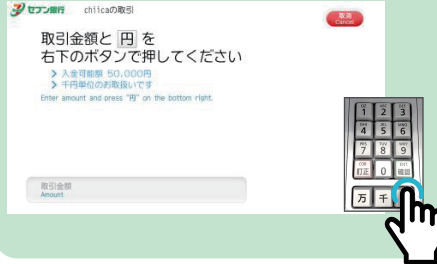 セブン銀行 chiicaの取引
取消
Cancel
取引金額と 円 を
右下のボタンで押してください
> 入金可能額 50,000円
> 千円単位のお取扱いです
Enter amount and press "円" on the bottom right.
1 2 3
4 5 6
7 8 9
訂正 0 確認
万 千
取引金額
Amount